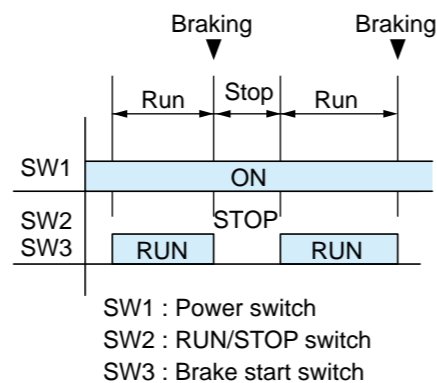 Braking Braking
Run Stop Run
SW1 ON
SW2 STOP
SW3 RUN RUN
SW1 : Power switch
SW2 : RUN/STOP switch
SW3 : Brake start switch